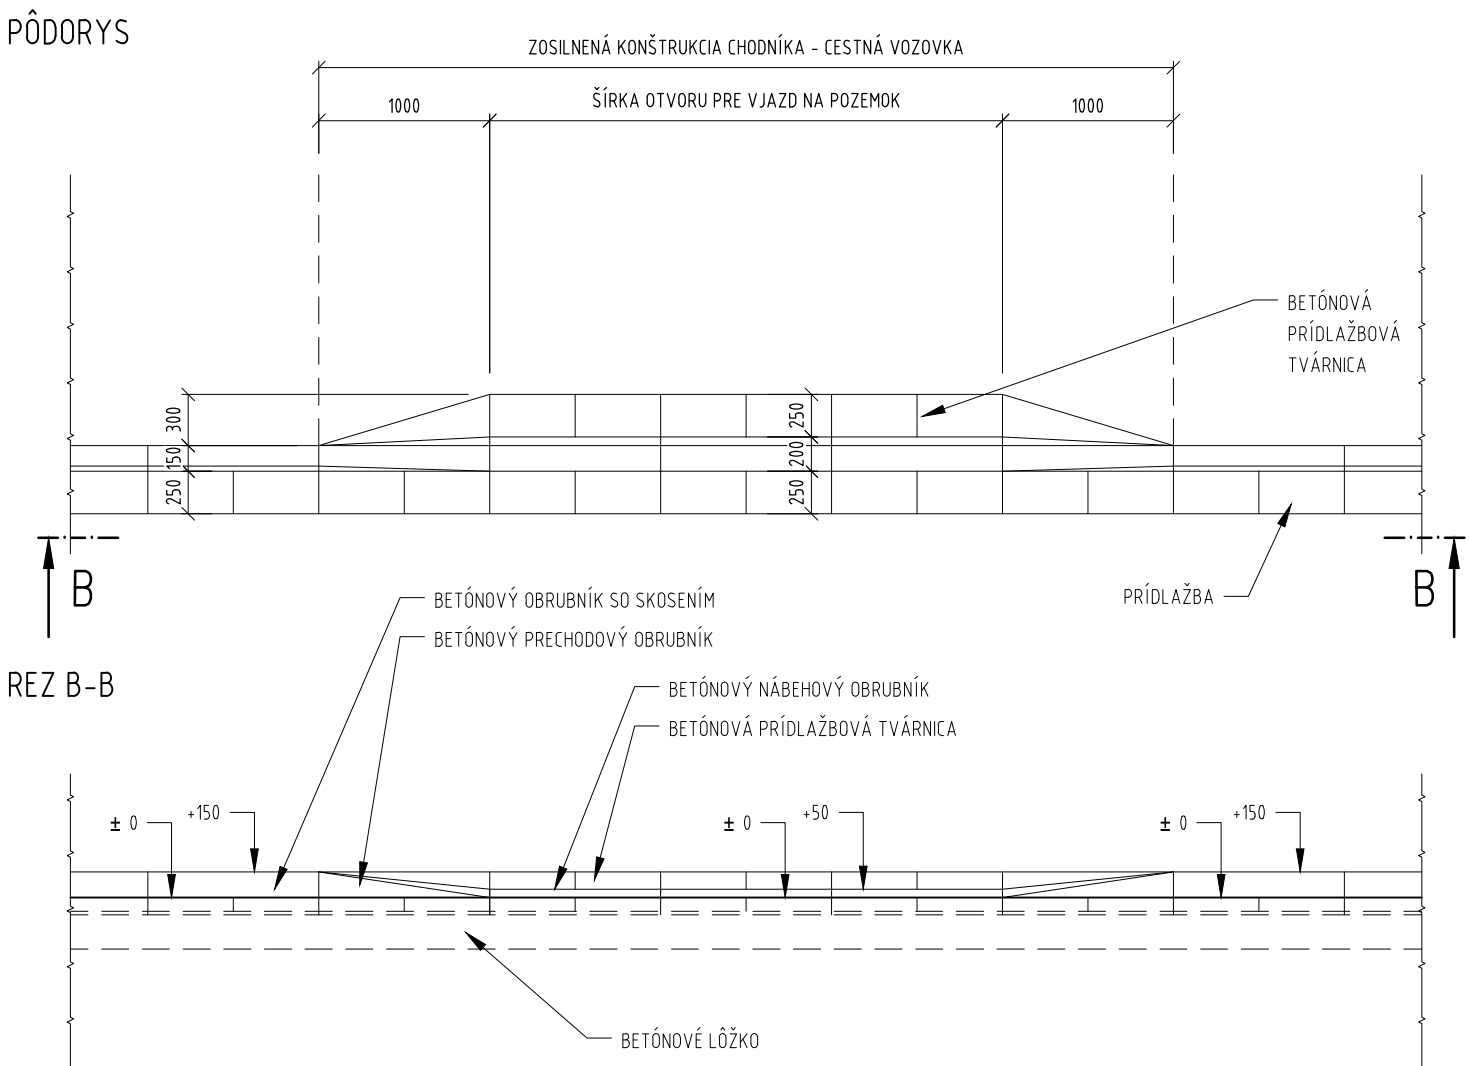 PÔDORYS
ZOSILNENÁ KONŠTRUKCIA CHODNÍKA - CESTNÁ VOZOVKA
1000
ŠÍRKA OTVORU PRE VJAZD NA POZEMOK
1000
BETÓNOVÁ
PRÍDLAŽBOVÁ
TVÁRNICA
300
150
250
250
200
250
B
B
PRÍDLAŽBA
BETÓNOVÝ OBRUBNÍK SO SKOSENÍM
BETÓNOVÝ PRECHODOVÝ OBRUBNÍK
REZ B-B
BETÓNOVÝ NÁBEHOVÝ OBRUBNÍK
BETÓNOVÁ PRÍDLAŽBOVÁ TVÁRNICA
± 0
+150
± 0
+50
± 0
+150
BETÓNOVÉ LÔŽKO